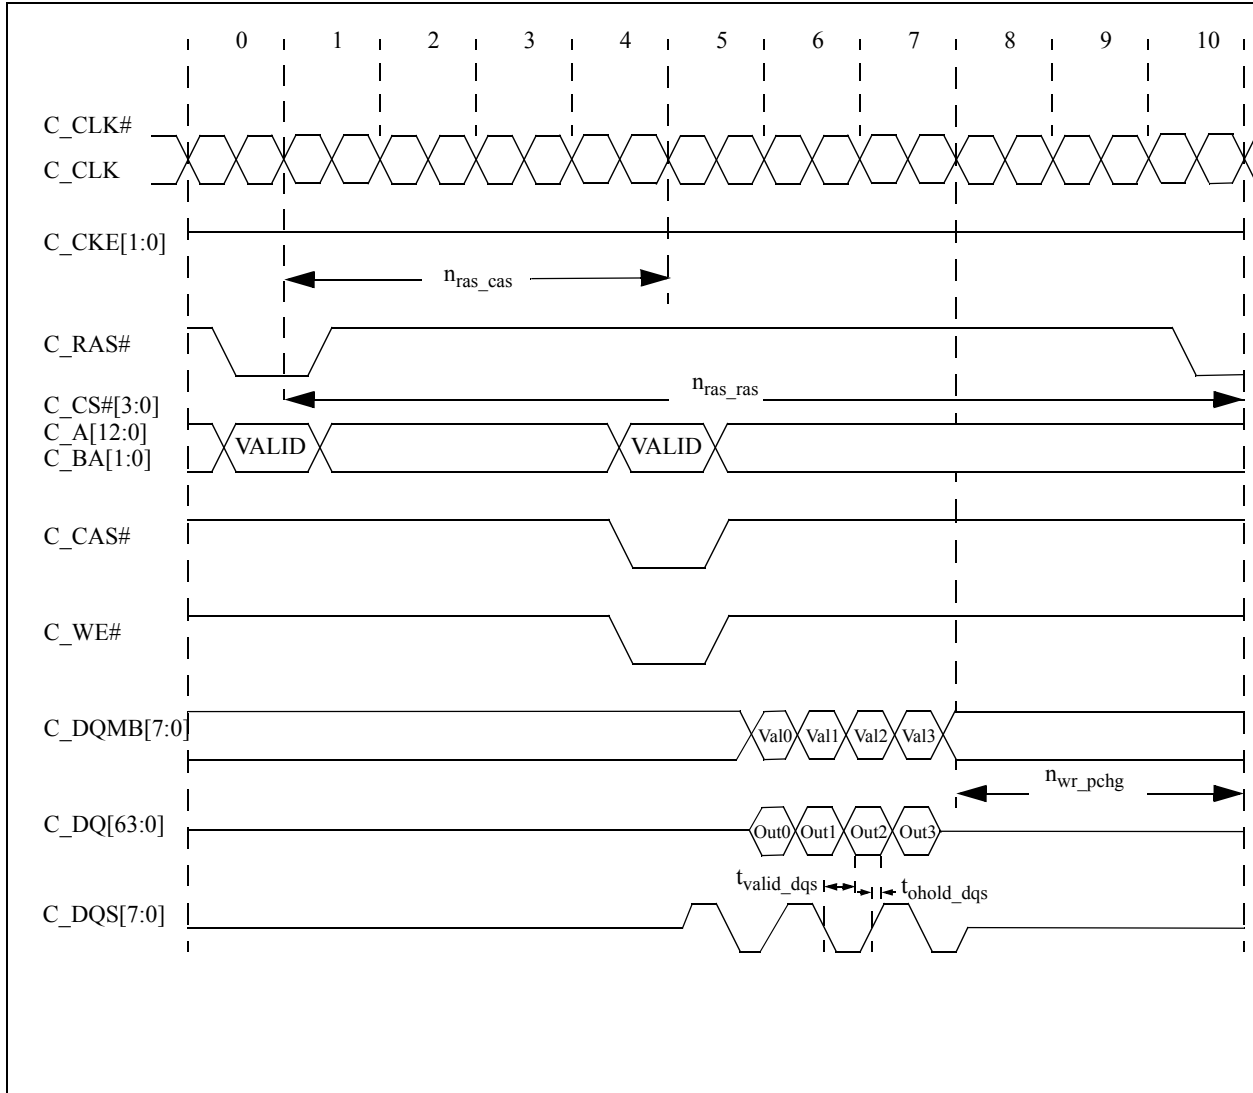 0 1 2 3 4 5 6 7 8 9 10
C_CLK#
C_CLK
C_CKE[1:0]
n_ras_cas
C_RAS#
n_ras_ras
C_CS#[3:0]
C_A[12:0]
C_BA[1:0]
VALID VALID
C_CAS#
C_WE#
C_DQMB[7:0]
Val0 Val1 Val2 Val3
n_wr_pchg
C_DQ[63:0]
Out0 Out1 Out2 Out3
t_valid_dqs t_ohold_dqs
C_DQS[7:0]